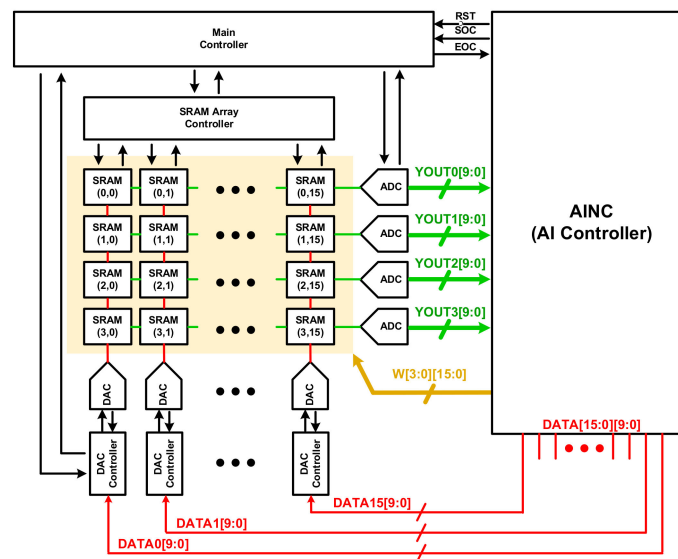 Main
Controller
RST
SOC
EOC
SRAM Array
Controller
SRAM
(0,0)
SRAM
(0,1)
SRAM
(0,15)
ADC
YOUT0[9:0]
SRAM
(1,0)
SRAM
(1,1)
SRAM
(1,15)
ADC
YOUT1[9:0]
AINC
(AI Controller)
SRAM
(2,0)
SRAM
(2,1)
SRAM
(2,15)
ADC
YOUT2[9:0]
SRAM
(3,0)
SRAM
(3,1)
SRAM
(3,15)
ADC
YOUT3[9:0]
W[3:0][15:0]
DAC
DAC
DAC
DATA[15:0][9:0]
DAC
Controller
DAC
Controller
DAC
Controller
DATA15[9:0]
DATA1[9:0]
DATA0[9:0]